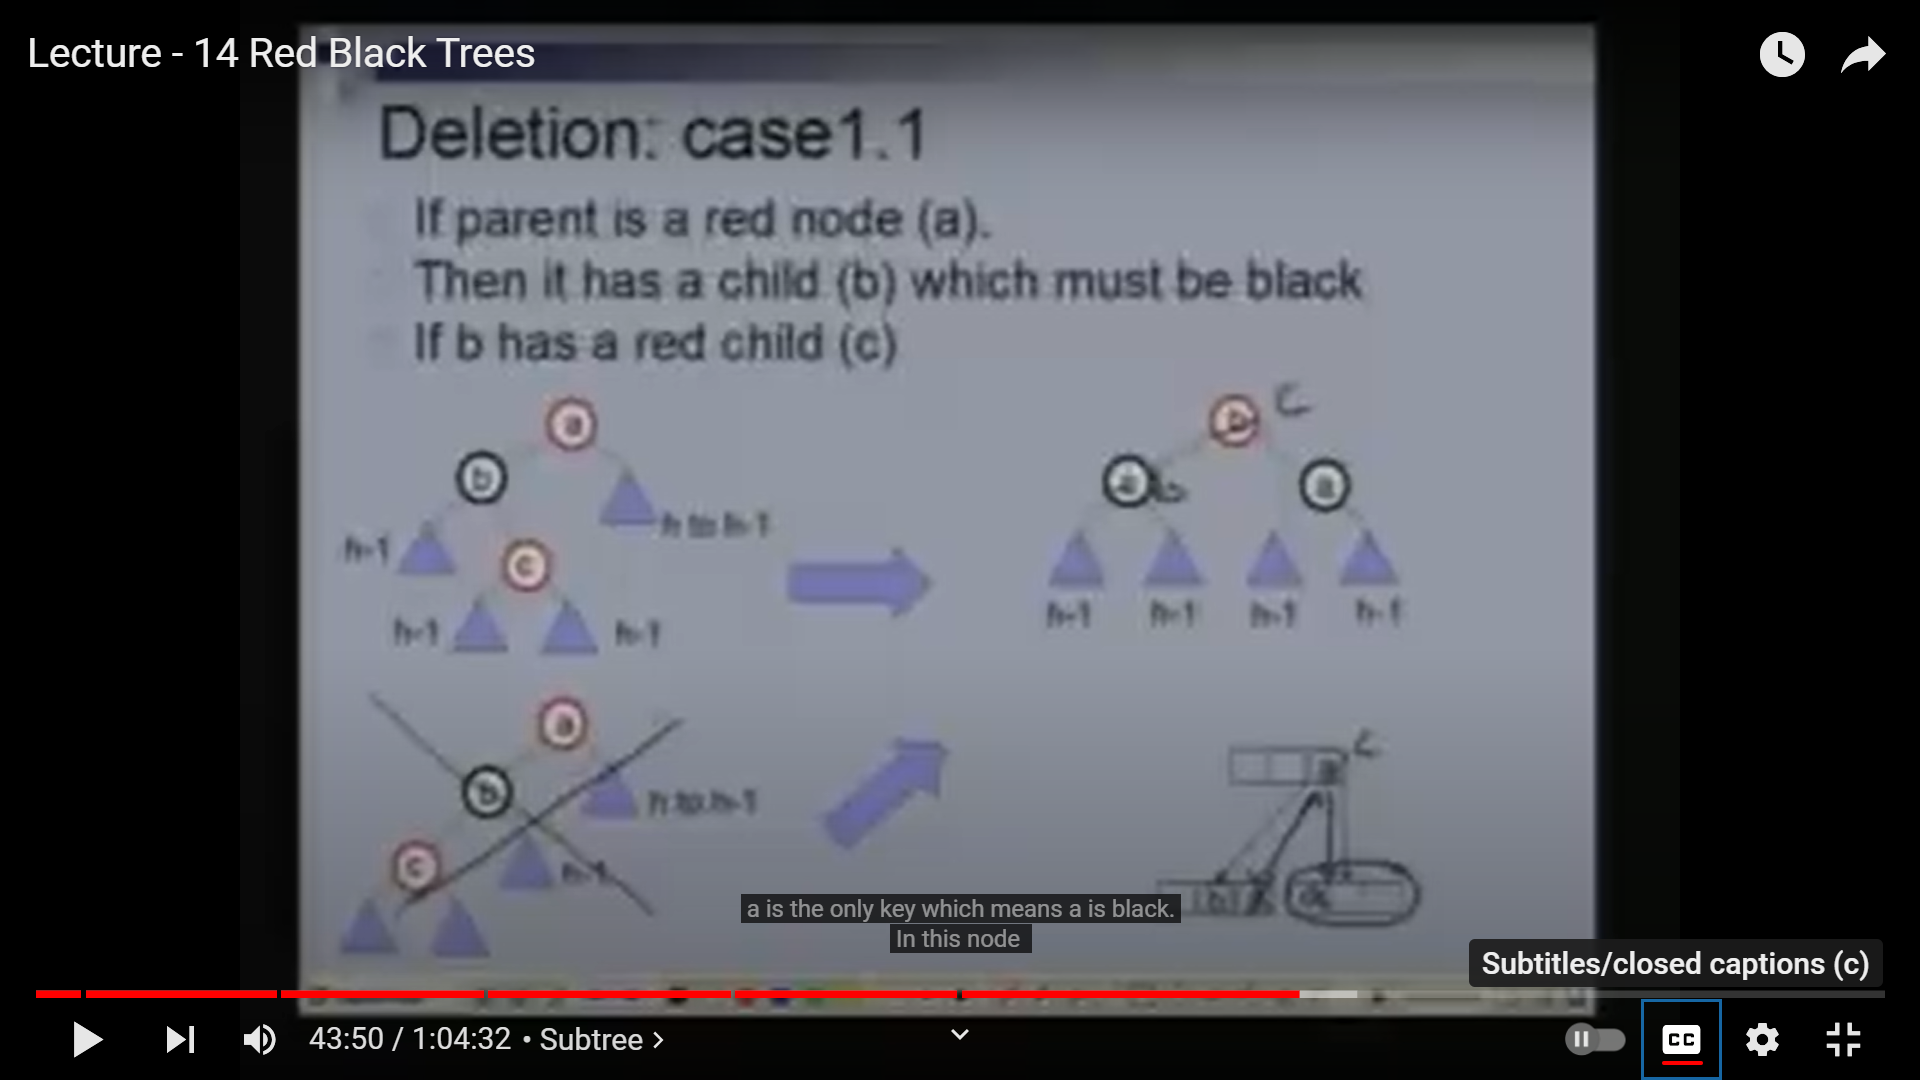 Lecture - 14 Red Black Trees
Deletion: case1.1
If parent is a red node (a).
Then it has a child (b) which must be black
If b has a red child (c)
a
b
h to h-1
h-1
c
h-1
h-1
b
c
a
b
a
h-1
h-1
h-1
h-1
a
b
h to h-1
c
h-1
a
c
b
a is the only key which means a is black.
In this node
Subtitles/closed captions (c)
43:50 / 1:04:32 • Subtree >
CC